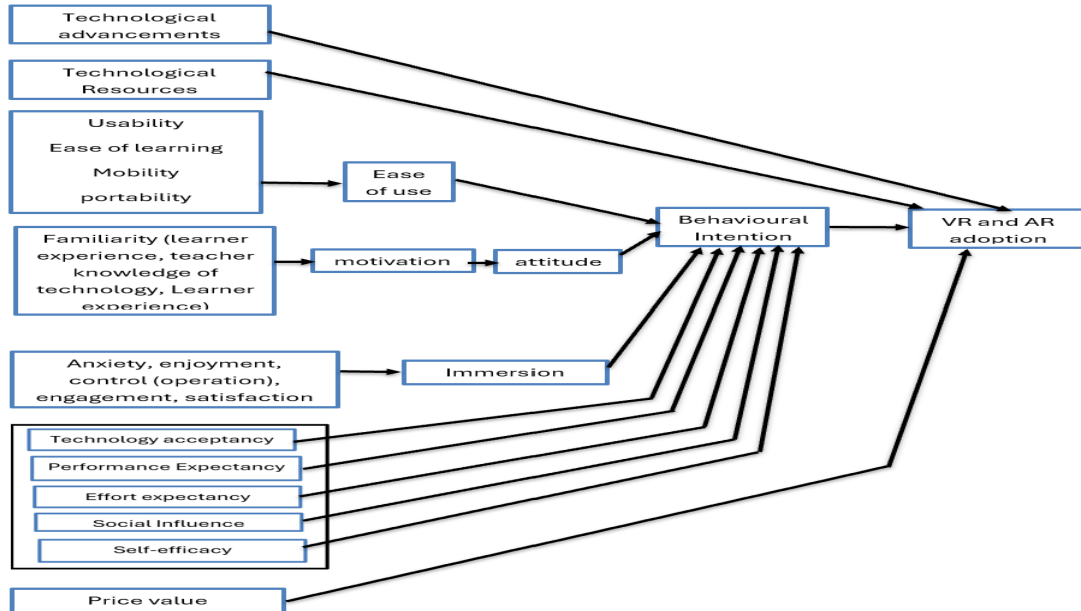 Technological
advancements
Technological
Resources
Usability
Ease of learning
Mobility
portability
Ease
of use
Behavioural
Intention
VR and AR
adoption
Familiarity (learner
experience, teacher
knowledge of
technology, Learner
experience)
motivation
attitude
Anxiety, enjoyment,
control (operation),
engagement, satisfaction
Immersion
Technology acceptancy
Performance Expectancy
Effort expectancy
Social Influence
Self-efficacy
Price value